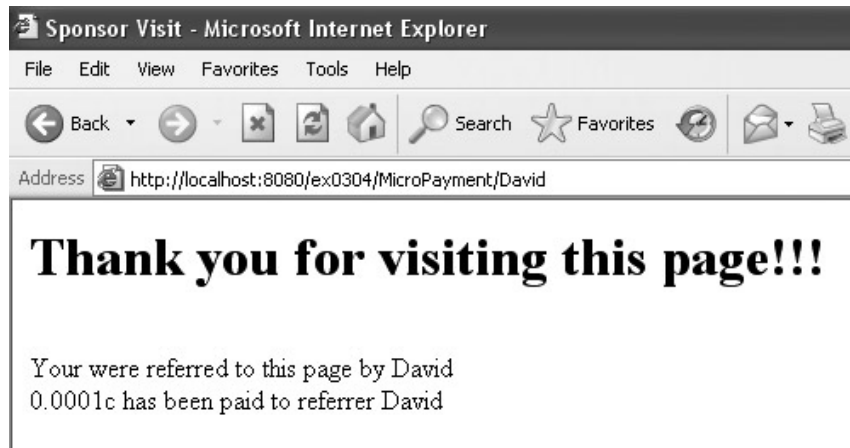 Sponsor Visit - Microsoft Internet Explorer
File Edit View Favorites Tools Help
Back Search Favorites
Address http://localhost:8080/ex0304/MicroPayment/David
Thank you for visiting this page!!!
Your were referred to this page by David
0.0001c has been paid to referrer David